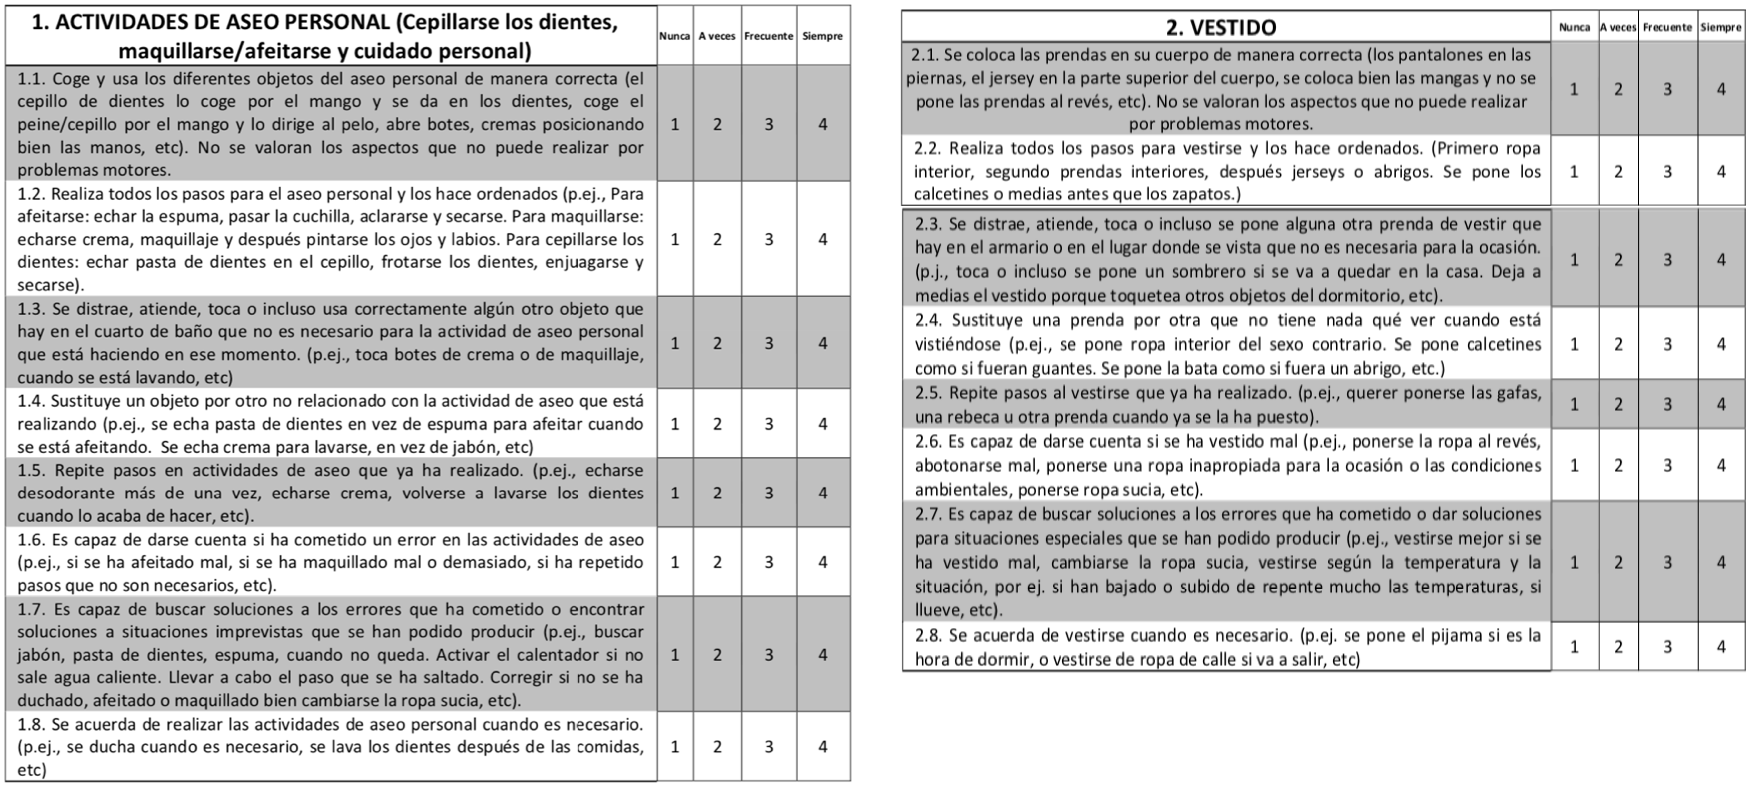 1. ACTIVIDADES DE ASEO PERSONAL (Cepillarse los dientes,
maquillarse/afeitarse y cuidado personal)
Nunca A veces Frecuente Siempre
1.1. Coge y usa los diferentes objetos del aseo personal de manera correcta (el
cepillo de dientes lo coge por el mango y se da en los dientes, coge el
peine/cepillo por el mango y lo dirige al pelo, abre botes, cremas posicionando
bien las manos, etc). No se valoran los aspectos que no puede realizar por
problemas motores.
1 2 3 4
1.2. Realiza todos los pasos para el aseo personal y los hace ordenados (p.ej., Para
afeitarse: echar la espuma, pasar la cuchilla, aclararse y secarse. Para maquillarse:
echarse crema, maquillaje y después pintarse los ojos y labios. Para cepillarse los
dientes: echar pasta de dientes en el cepillo, frotarse los dientes, enjuagarse y
secarse).
1 2 3 4
1.3. Se distrae, atiende, toca o incluso usa correctamente algún otro objeto que
hay en el cuarto de baño que no es necesario para la actividad de aseo personal
que está haciendo en ese momento. (p.ej., toca botes de crema o de maquillaje,
cuando se está lavando, etc)
1 2 3 4
1.4. Sustituye un objeto por otro no relacionado con la actividad de aseo que está
realizando (p.ej., se echa pasta de dientes en vez de espuma para afeitar cuando
se está afeitando. Se echa crema para lavarse, en vez de jabón, etc)
1 2 3 4
1.5. Repite pasos en actividades de aseo que ya ha realizado. (p.ej., echarse
desodorante más de una vez, echarse crema, volverse a lavarse los dientes
cuando lo acaba de hacer, etc).
1 2 3 4
1.6. Es capaz de darse cuenta si ha cometido un error en las actividades de aseo
(p.ej., si se ha afeitado mal, si se ha maquillado mal o demasiado, si ha repetido
pasos que no son necesarios, etc).
1 2 3 4
1.7. Es capaz de buscar soluciones a los errores que ha cometido o encontrar
soluciones a situaciones imprevistas que se han podido producir (p.ej., buscar
jabón, pasta de dientes, espuma, cuando no queda. Activar el calentador si no
sale agua caliente. Llevar a cabo el paso que se ha saltado. Corregir si no se ha
duchado, afeitado o maquillado bien cambiarse la ropa sucia, etc).
1 2 3 4
1.8. Se acuerda de realizar las actividades de aseo personal cuando es necesario.
(p.ej., se ducha cuando es necesario, se lava los dientes después de las comidas,
etc)
1 2 3 4
2. VESTIDO
Nunca A veces Frecuente Siempre
2.1. Se coloca las prendas en su cuerpo de manera correcta (los pantalones en las
piernas, el jersey en la parte superior del cuerpo, se coloca bien las mangas y no se
pone las prendas al revés, etc). No se valoran los aspectos que no puede realizar
por problemas motores.
1 2 3 4
2.2. Realiza todos los pasos para vestirse y los hace ordenados. (Primero ropa
interior, segundo prendas interiores, después jerseys o abrigos. Se pone los
calcetines o medias antes que los zapatos.)
1 2 3 4
2.3. Se distrae, atiende, toca o incluso se pone alguna otra prenda de vestir que
hay en el armario o en el lugar donde se vista que no es necesaria para la ocasión.
(p.j., toca o incluso se pone un sombrero si se va a quedar en la casa. Deja a
medias el vestido porque toquetea otros objetos del dormitorio, etc).
1 2 3 4
2.4. Sustituye una prenda por otra que no tiene nada qué ver cuando está
vistiéndose (p.ej., se pone ropa interior del sexo contrario. Se pone calcetines
como si fueran guantes. Se pone la bata como si fuera un abrigo, etc.)
1 2 3 4
2.5. Repite pasos al vestirse que ya ha realizado. (p.ej., querer ponerse las gafas,
una rebeca u otra prenda cuando ya se la ha puesto).
1 2 3 4
2.6. Es capaz de darse cuenta si se ha vestido mal (p.ej., ponerse la ropa al revés,
abotonarse mal, ponerse una ropa inapropiada para la ocasión o las condiciones
ambientales, ponerse ropa sucia, etc).
1 2 3 4
2.7. Es capaz de buscar soluciones a los errores que ha cometido o dar soluciones
para situaciones especiales que se han podido producir (p.ej., vestirse mejor si se
ha vestido mal, cambiarse la ropa sucia, vestirse según la temperatura y la
situación, por ej. si han bajado o subido de repente mucho las temperaturas, si
llueve, etc).
1 2 3 4
2.8. Se acuerda de vestirse cuando es necesario. (p.ej. se pone el pijama si es la
hora de dormir, o vestirse de ropa de calle si va a salir, etc)
1 2 3 4